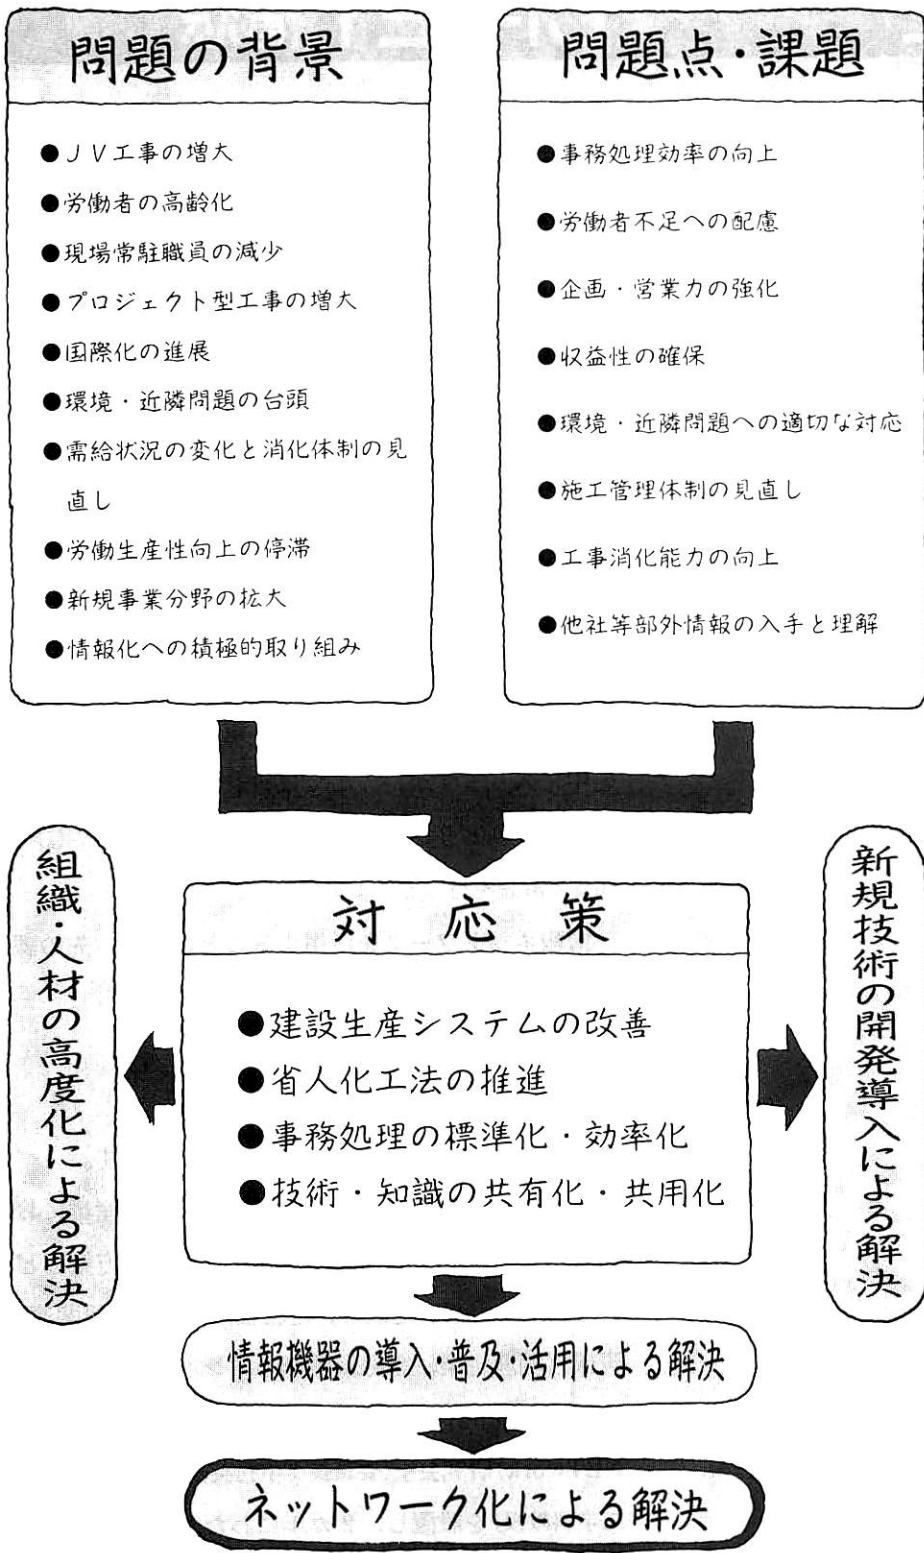 問題の背景
●ＪＶ工事の増大
●労働者の高齢化
●現場常駐職員の減少
●プロジェクト型工事の増大
●国際化の進展
●環境・近隣問題の台頭
●需給状況の変化と消化体制の見
直し
●労働生産性向上の停滞
●新規事業分野の拡大
●情報化への積極的取り組み
問題点・課題
●事務処理効率の向上
●労働者不足への配慮
●企画・営業力の強化
●収益性の確保
●環境・近隣問題への適切な対応
●施工管理体制の見直し
●工事消化能力の向上
●他社等部外情報の入手と理解
組織・人材の高度化による解決
対応策
●建設生産システムの改善
●省人化工法の推進
●事務処理の標準化・効率化
●技術・知識の共有化・共用化
新規技術の開発導入による解決
情報機器の導入・普及・活用による解決
ネットワーク化による解決